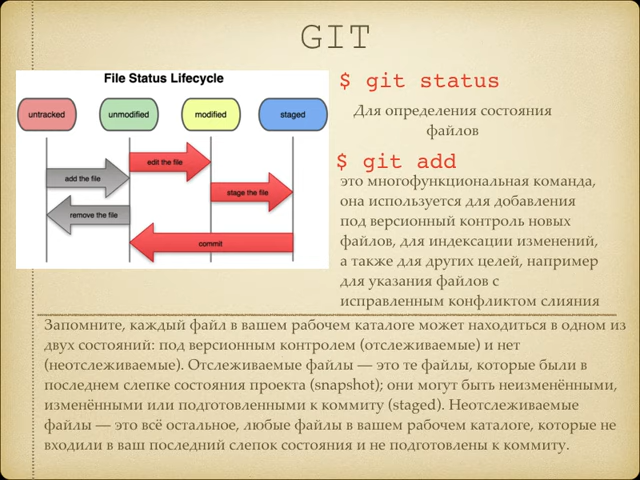 GIT
File Status Lifecycle
untracked
unmodified
modified
staged
edit the file
add the file
stage the file
remove the file
commit
$ git status
Для определения состояния
файлов
$ git add
это многофункциональная команда,
она используется для добавления
под версионный контроль новых
файлов, для индексации изменений,
а также для других целей, например
для указания файлов с
исправленным конфликтом слияния
Запомните, каждый файл в вашем рабочем каталоге может находиться в одном из
двух состояний: под версионным контролем (отслеживаемые) и нет
(неотслеживаемые). Отслеживаемые файлы — это те файлы, которые были в
последнем слепке состояния проекта (snapshot); они могут быть неизменёнными,
изменёнными или подготовленными к коммиту (staged). Неотслеживаемые
файлы — это всё остальное, любые файлы в вашем рабочем каталоге, которые не
входили в ваш последний слепок состояния и не подготовлены к коммиту.